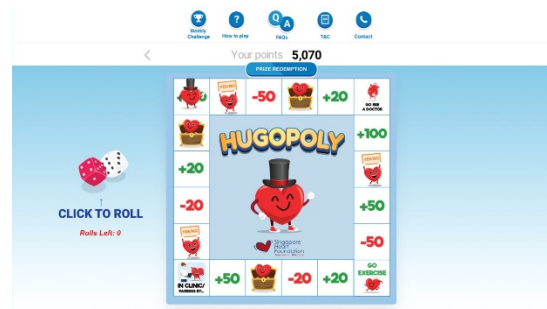 Q
A
?
Weekly
Challenge
How to play
FAQs
T&C
Contact
Your points 5,070
PRIZE REDEMPTION
-50
+20
GO SEE
A DOCTOR
HUGOPOLY
+100
+20
-20
+50
-50
Singapore
Heart
Foundation
IN CLINIC/
+50
-20
+20
GO
EXERCISE
CLICK TO ROLL
Rolls Left: 0